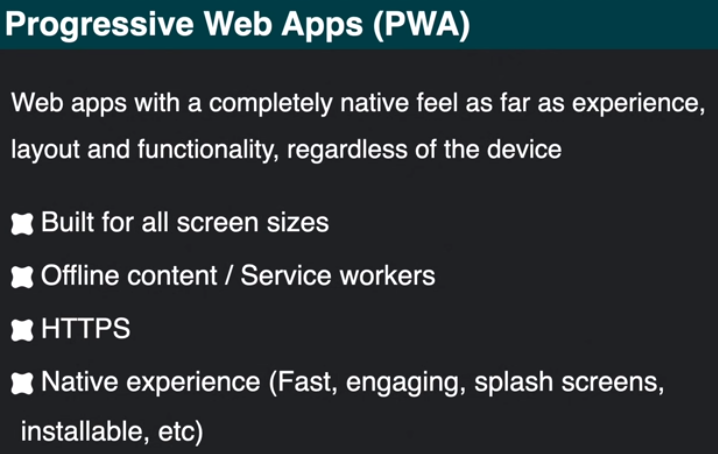 Progressive Web Apps (PWA)
Web apps with a completely native feel as far as experience,
layout and functionality, regardless of the device
Built for all screen sizes
Offline content / Service workers
HTTPS
Native experience (Fast, engaging, splash screens,
installable, etc)